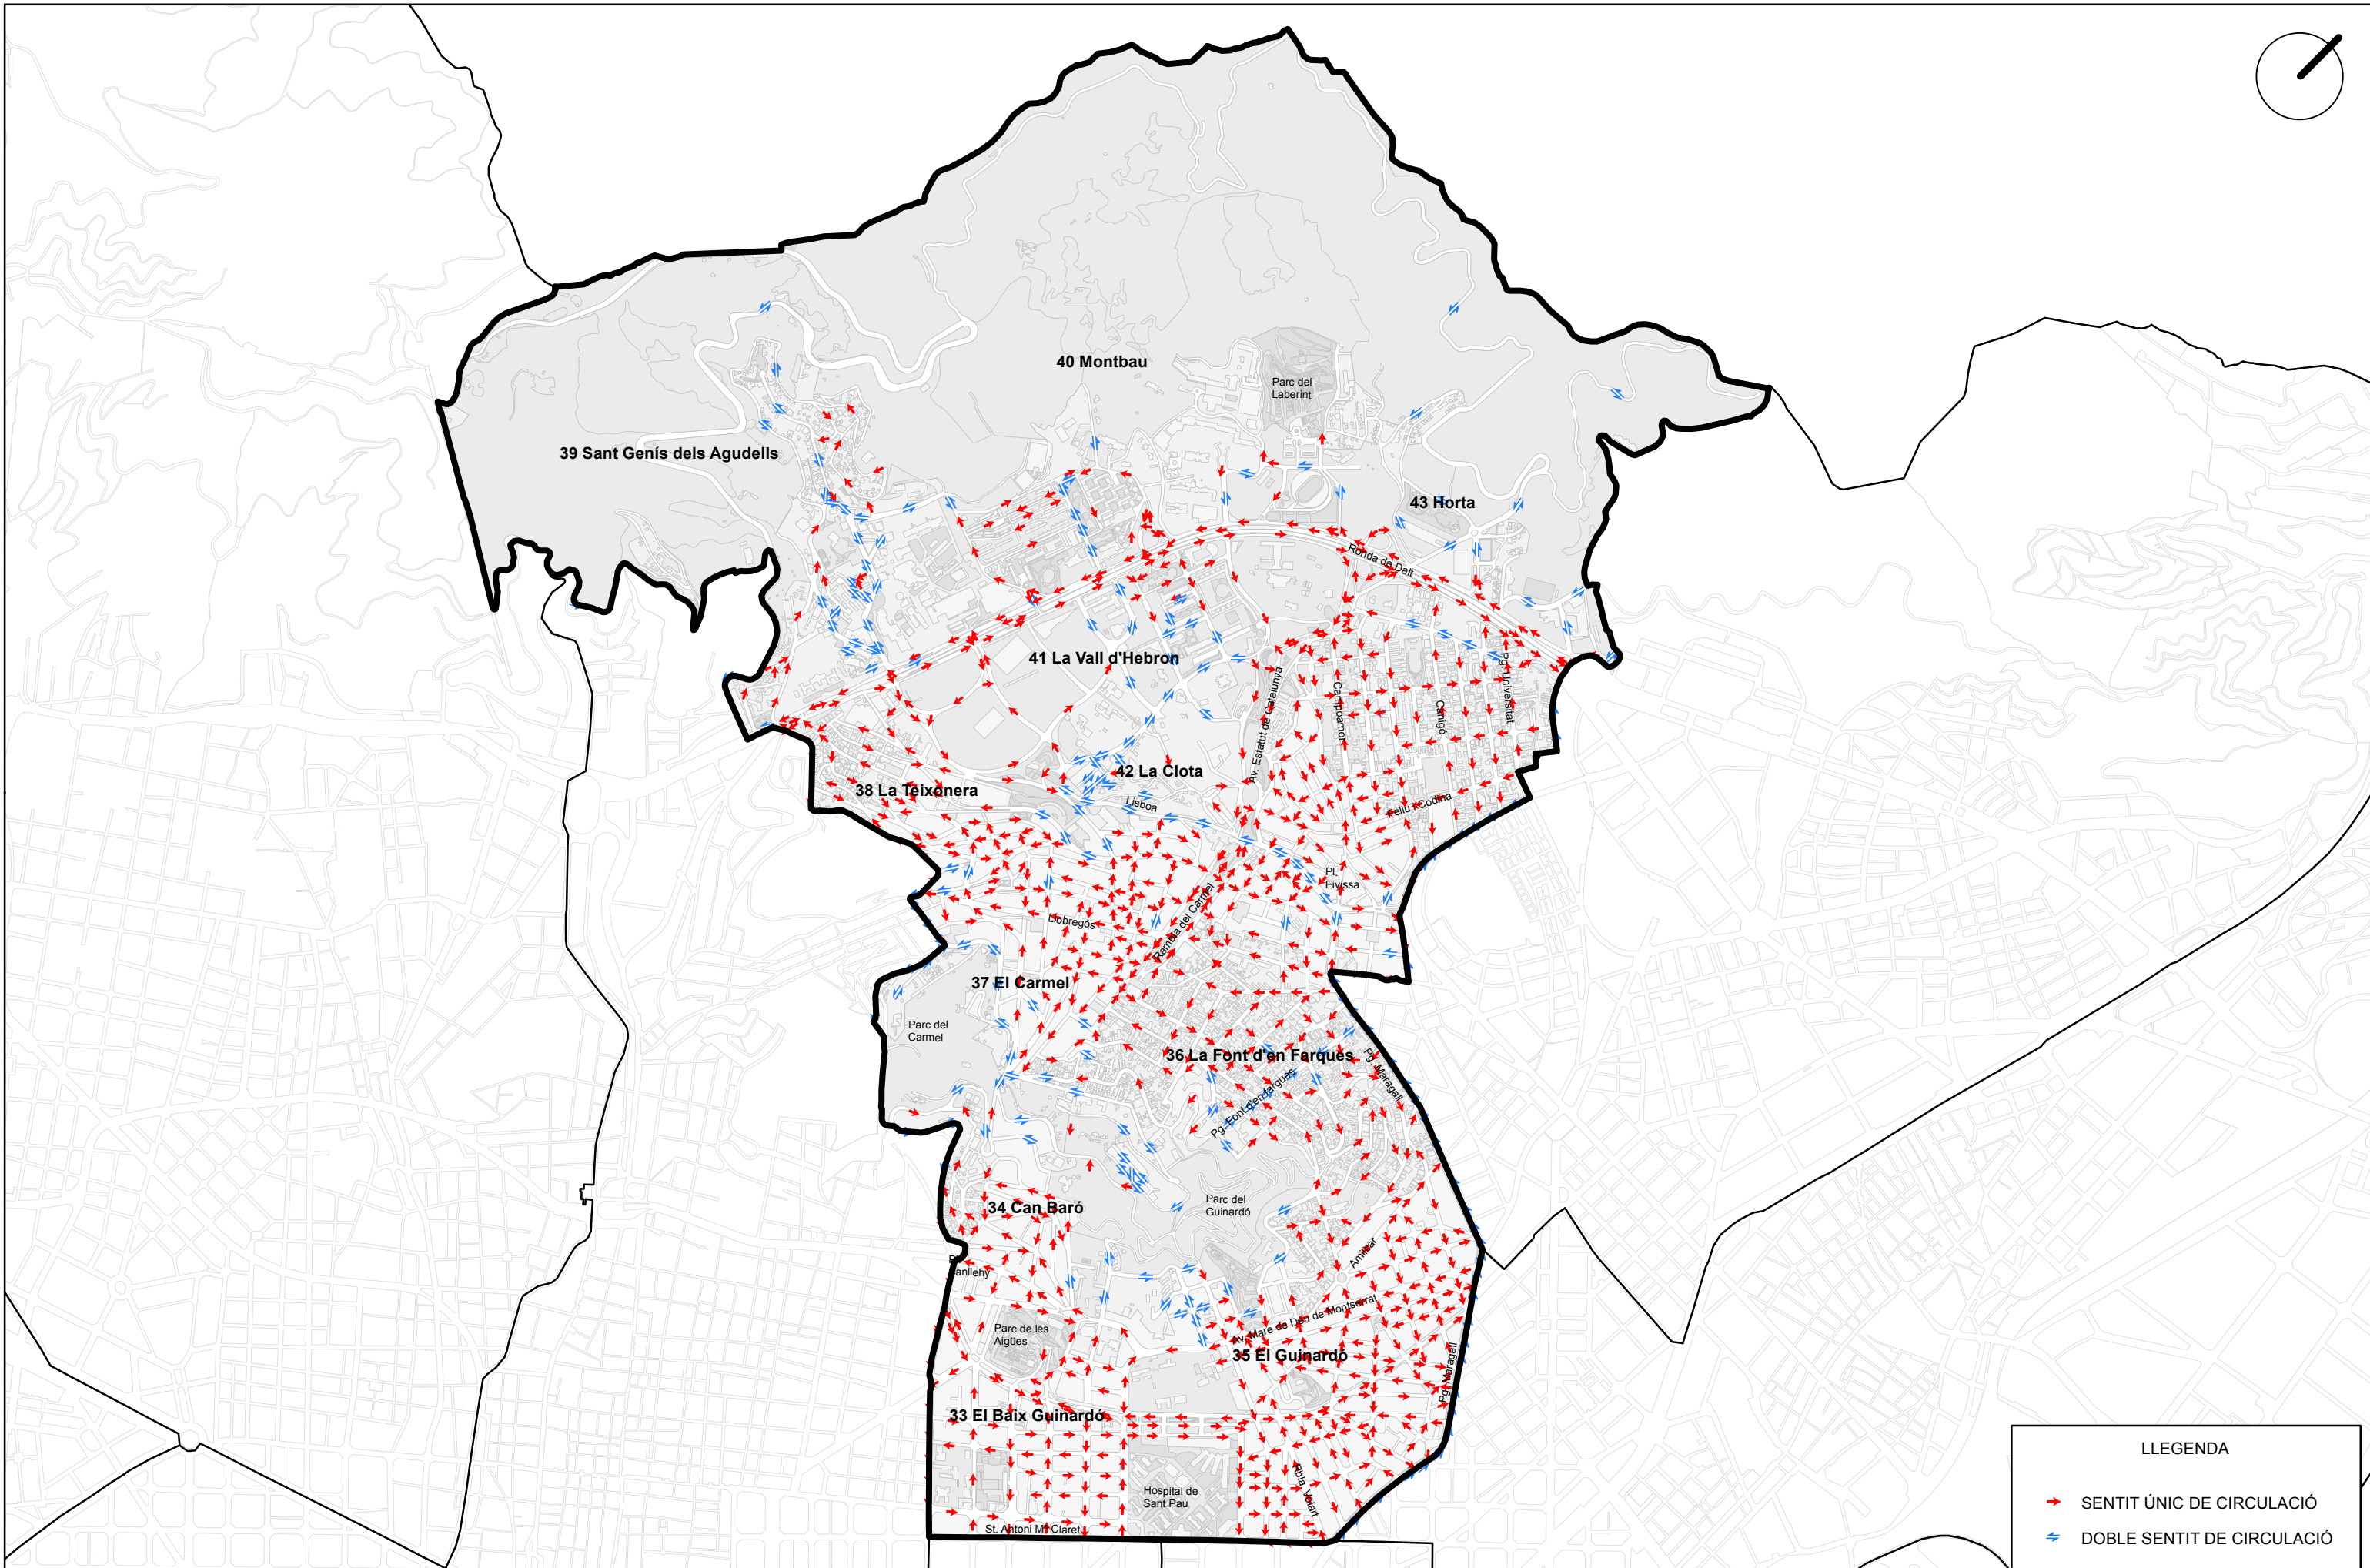 40 Montbau
Parc del
Laberint
39 Sant Genís dels Agudells
43 Horta
Ronda de Dalt
41 La Vall d'Hebron
Pg. Universitat
Campoamor
Canigó
Av. Estatut de Catalunya
42 La Clota
38 La Teixonera
Lisboa
Feliu i Codina
Pl.
Eivissa
Llobregós
Rambla del Carmel
37 El Carmel
Parc del
Carmel
36 La Font d'en Farques
Pg. Maragall
Pg. Font d'en fargues
Parc del
Guinardó
34 Can Baró
Amilcar
Parc de les
Aigües
Av. Mare de Déu de Montserrat
35 El Guinardó
Pg. Maragall
33 El Baix Guinardó
Hospital de
Sant Pau
Rbla. Volart
St. Antoni Mª Claret
LLEGENDA
SENTIT ÚNIC DE CIRCULACIÓ
DOBLE SENTIT DE CIRCULACIÓ